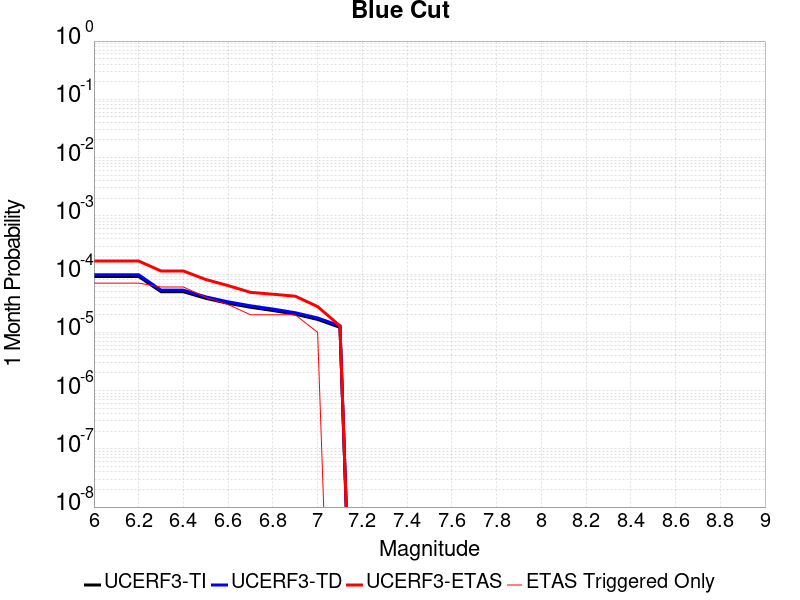 Blue Cut
10^0
10^-1
10^-2
10^-3
10^-4
10^-5
10^-6
10^-7
10^-8
1 Month Probability
6 6.2 6.4 6.6 6.8 7 7.2 7.4 7.6 7.8 8 8.2 8.4 8.6 8.8 9
Magnitude
UCERF3-TI UCERF3-TD UCERF3-ETAS ETAS Triggered Only